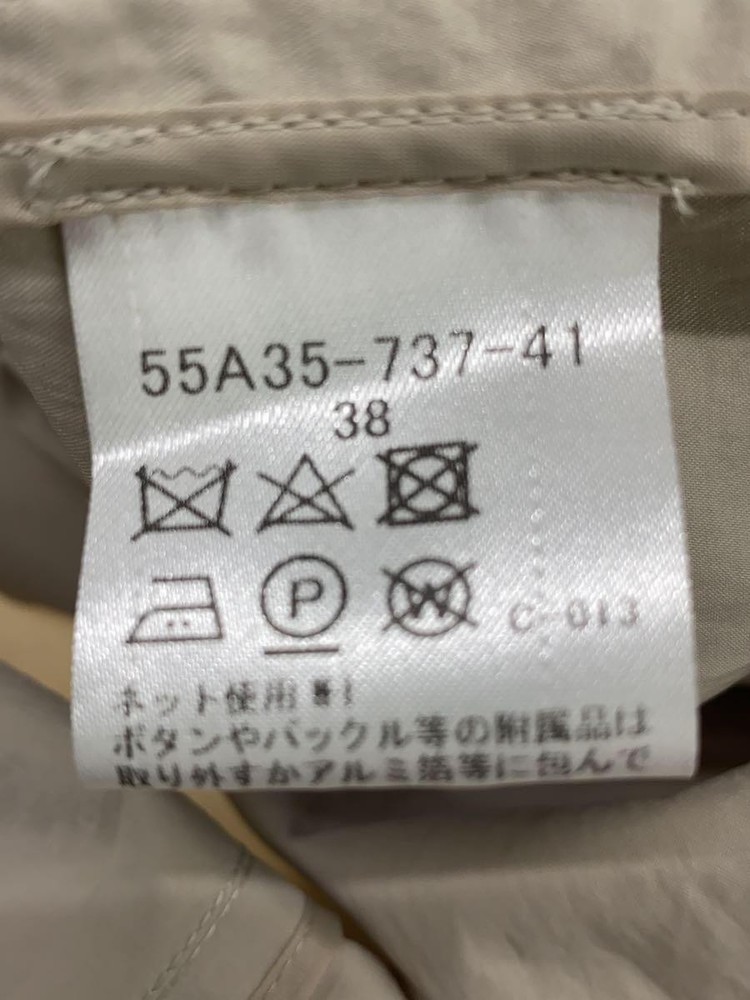 55A35-737-41
38
P
W C-013
ネット使用
ボタンやバックル等の附属品は
取り外すかアルミ箔等に包んで